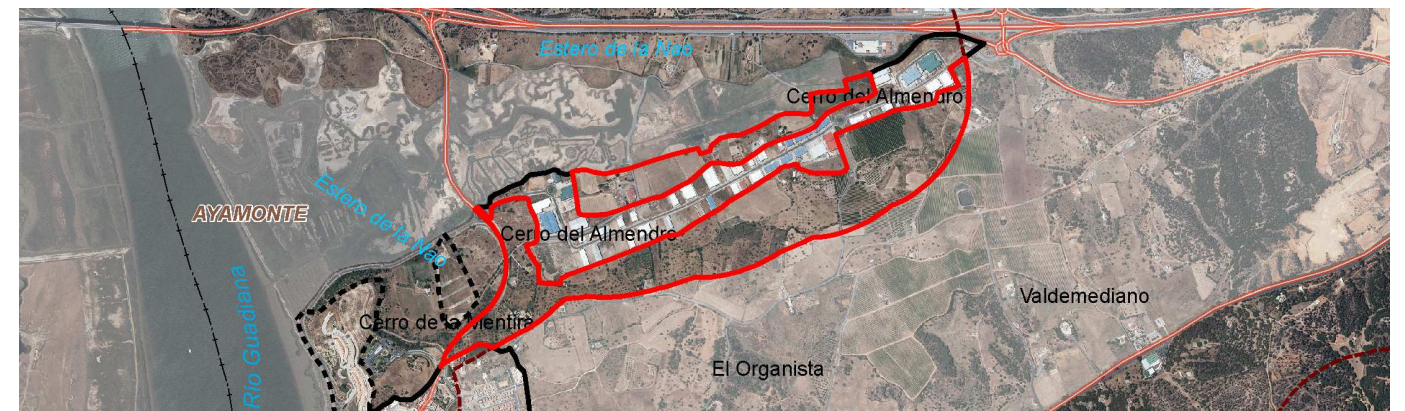 Estero de la Nao
Cerro del Almendro
Estero de la Nao
AYAMONTE
Cerro del Almendro
Río Guadiana
Valdemediano
Cerro de la Mentira
El Organista